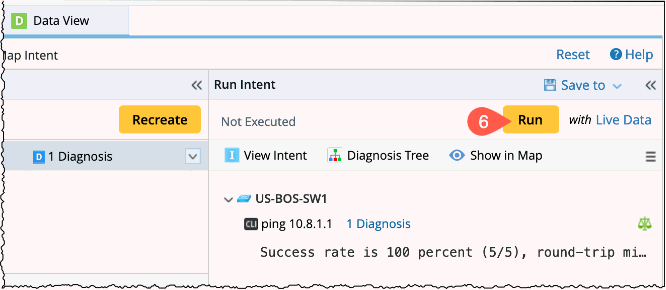 D Data View
Map Intent
Reset
Help
Run Intent
Save to
Recreate
Not Executed
6
Run
with Live Data
D 1 Diagnosis
I View Intent
Diagnosis Tree
Show in Map
US-BOS-SW1
CLI ping 10.8.1.1 1 Diagnosis
Success rate is 100 percent (5/5), round-trip mi…